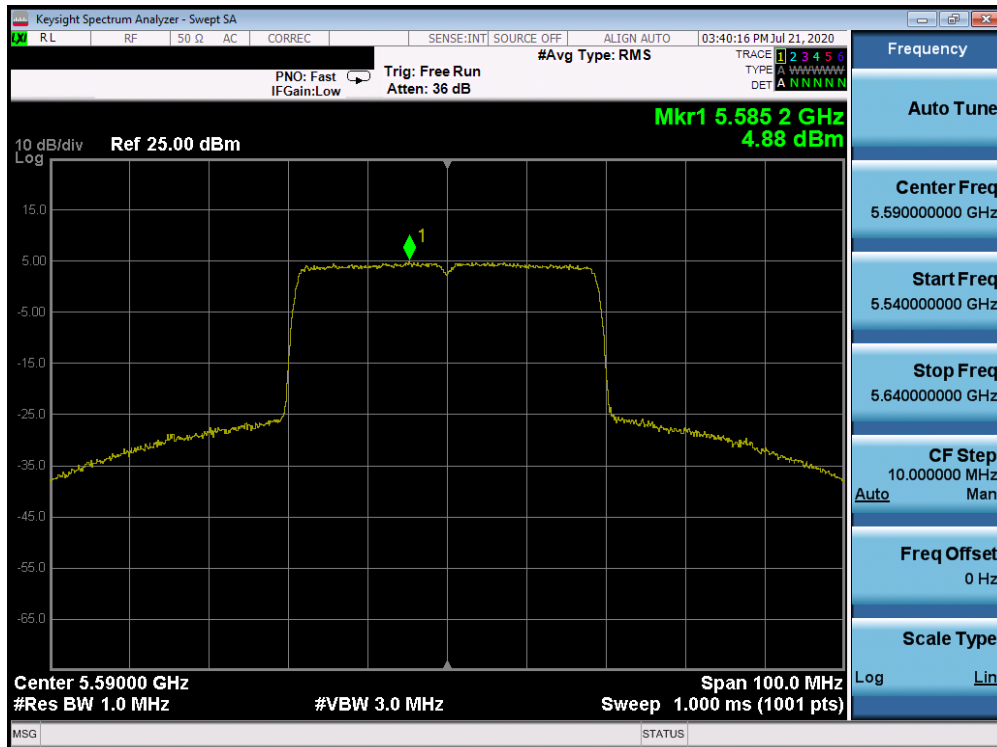 Keysight Spectrum Analyzer - Swept SA
LXI RL RF 50 Ω AC CORREC SENSE:INT SOURCE OFF ALIGN AUTO 03:40:16 PM Jul 21, 2020
#Avg Type: RMS
TRACE 1 2 3 4 5 6
PNO: Fast Trig: Free Run
TYPE A WWWWW
IFGain:Low Atten: 36 dB
DET A N N N N N
Mkr1 5.585 2 GHz
4.88 dBm
10 dB/div Ref 25.00 dBm
Log
15.0
1
5.00
-5.00
-15.0
-25.0
-35.0
-45.0
-55.0
-65.0
Center 5.59000 GHz Span 100.0 MHz
#Res BW 1.0 MHz #VBW 3.0 MHz Sweep 1.000 ms (1001 pts)
MSG STATUS
Frequency
Auto Tune
Center Freq
5.590000000 GHz
Start Freq
5.540000000 GHz
Stop Freq
5.640000000 GHz
CF Step
10.000000 MHz
Auto Man
Freq Offset
0 Hz
Scale Type
Log Lin